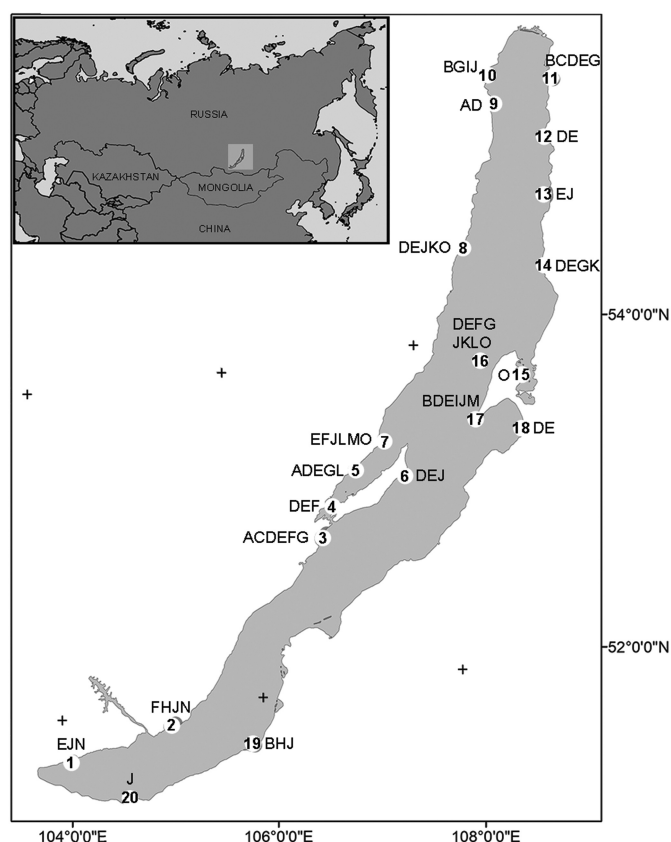 RUSSIA
KAZAKHSTAN
MONGOLIA
CHINA
BGIJ 10
BCDEG
11
AD 9
12 DE
13 EJ
DEJKO 8
14 DEGK
54°0'0"N
DEFG
JKLO
16
O 15
BDEIJM
17
18 DE
EFJLMO 7
ADEGL 5
6 DEJ
DEF 4
ACDEFG 3
52°0'0"N
FHJN
2
EJN
1
19 BHJ
J
20
104°0'0"E 106°0'0"E 108°0'0"E